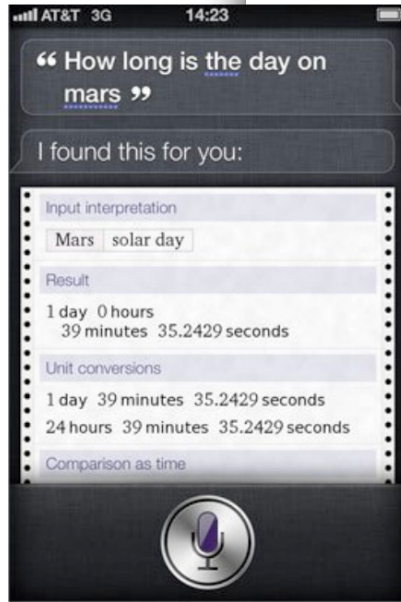 AT&T 3G 14:23
“ How long is the day on
mars ”
I found this for you:
Input interpretation
Mars solar day
Result
1 day 0 hours
39 minutes 35.2429 seconds
Unit conversions
1 day 39 minutes 35.2429 seconds
24 hours 39 minutes 35.2429 seconds
Comparison as time